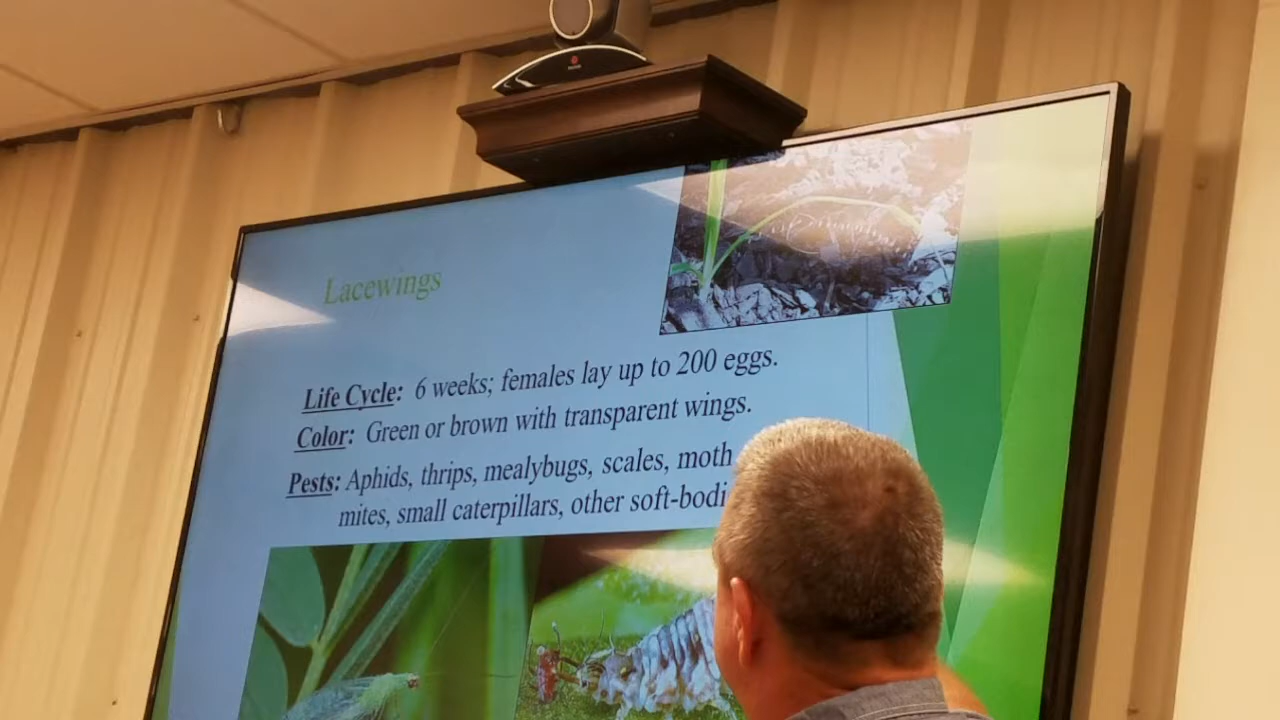 Lacewings
Life Cycle: 6 weeks; females lay up to 200 eggs.
Color: Green or brown with transparent wings.
Pests: Aphids, thrips, mealybugs, scales, moth
mites, small caterpillars, other soft-bodi